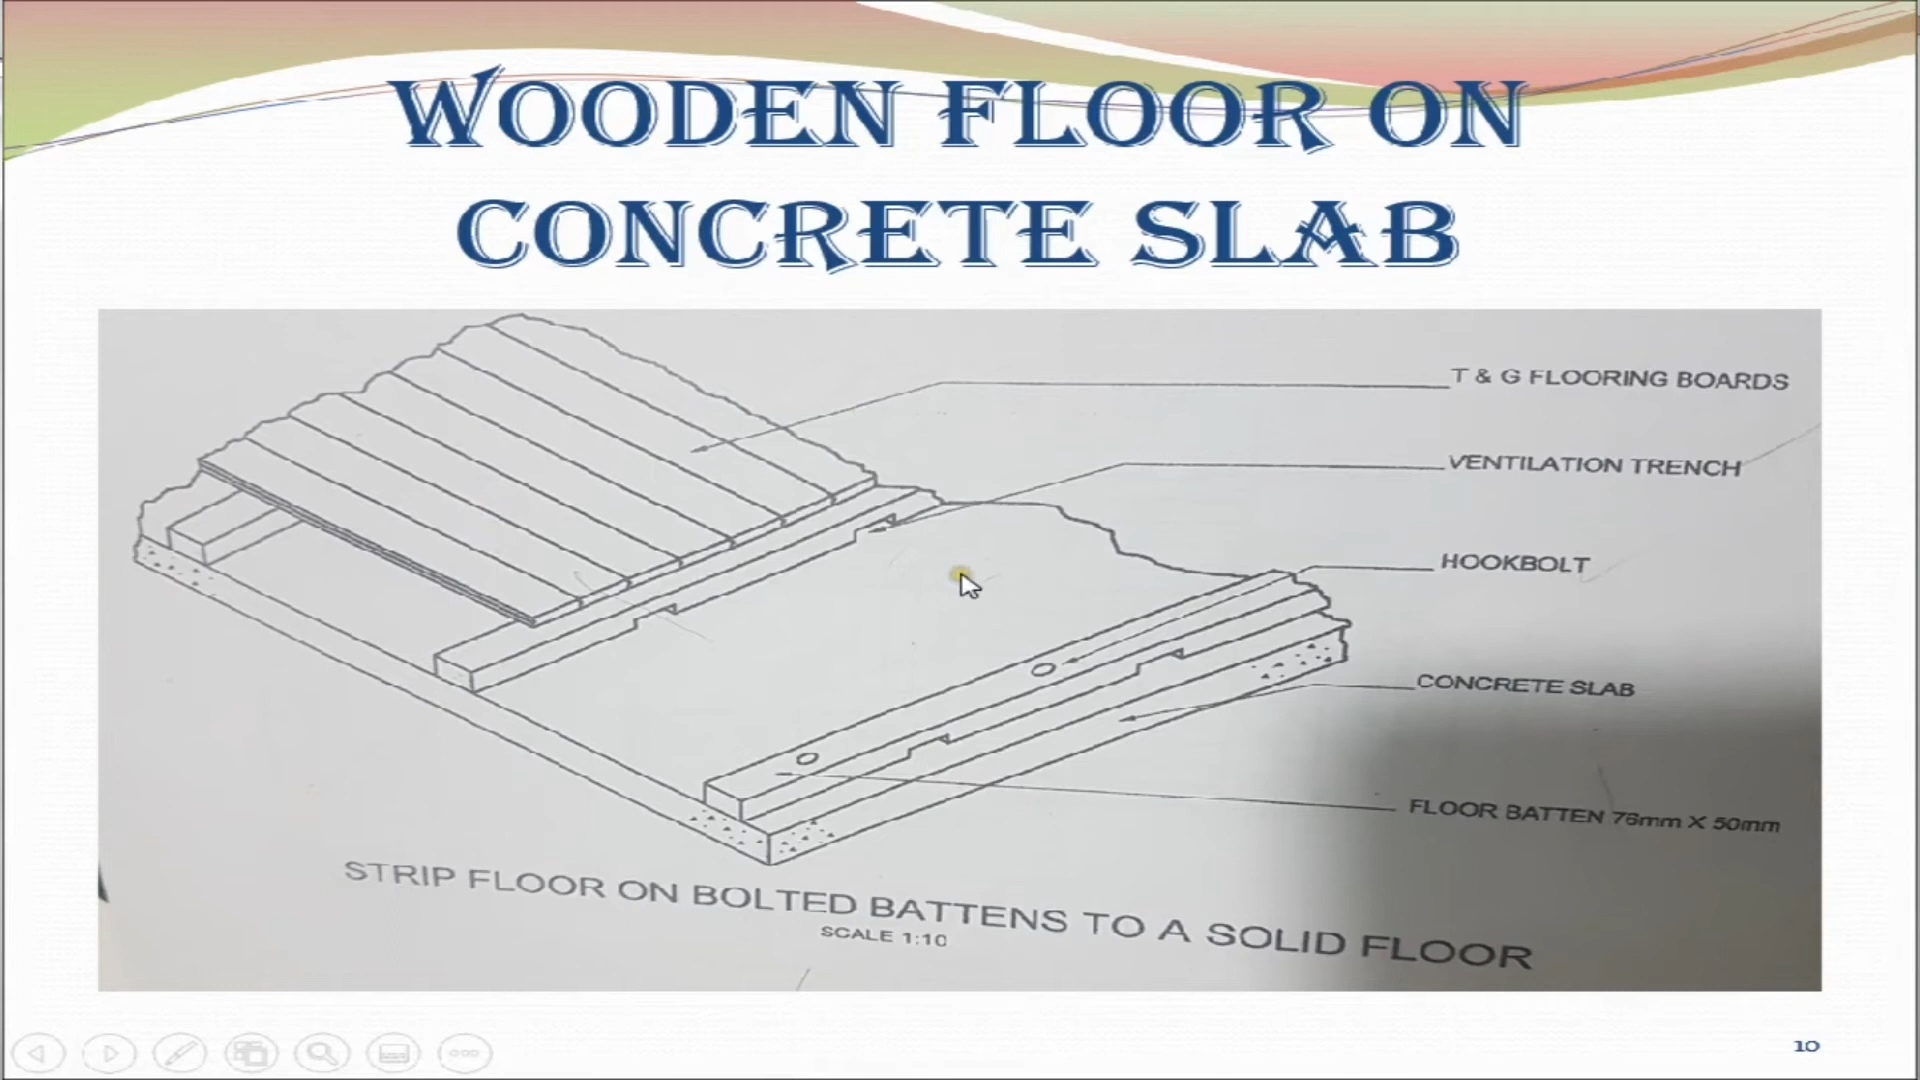 WOODEN FLOOR ON
CONCRETE SLAB
T & G FLOORING BOARDS
VENTILATION TRENCH
HOOKBOLT
CONCRETE SLAB
FLOOR BATTEN 76mm X 50mm
STRIP FLOOR ON BOLTED BATTENS TO A SOLID FLOOR
SCALE 1:10
10